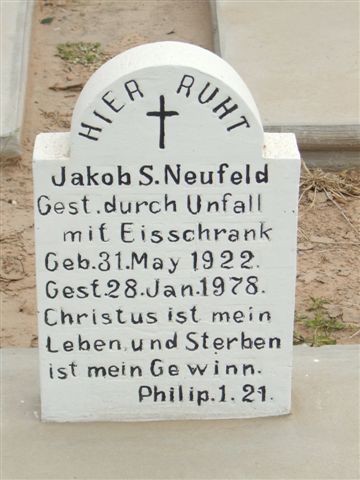 HIER RUHT
Jakob S. Neufeld
Gest. durch Unfall
mit Eisschrank
Geb. 31. May 1922.
Gest. 28. Jan. 1978.
Christus ist mein
Leben, und Sterben
ist mein Gewinn.
Philip. 1. 21.